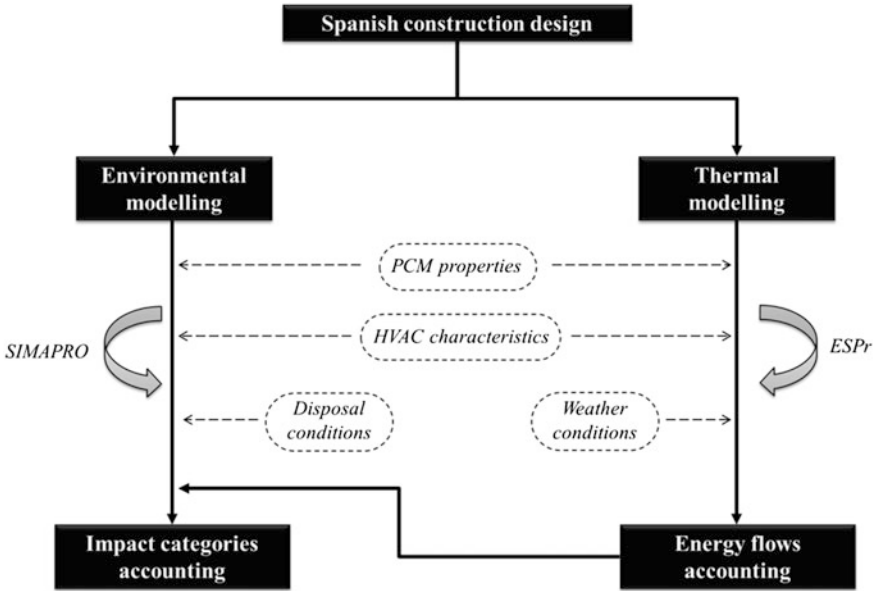 Spanish construction design
Environmental
modelling
Thermal
modelling
PCM properties
HVAC characteristics
SIMAPRO
ESPr
Disposal
conditions
Weather
conditions
Impact categories
accounting
Energy flows
accounting